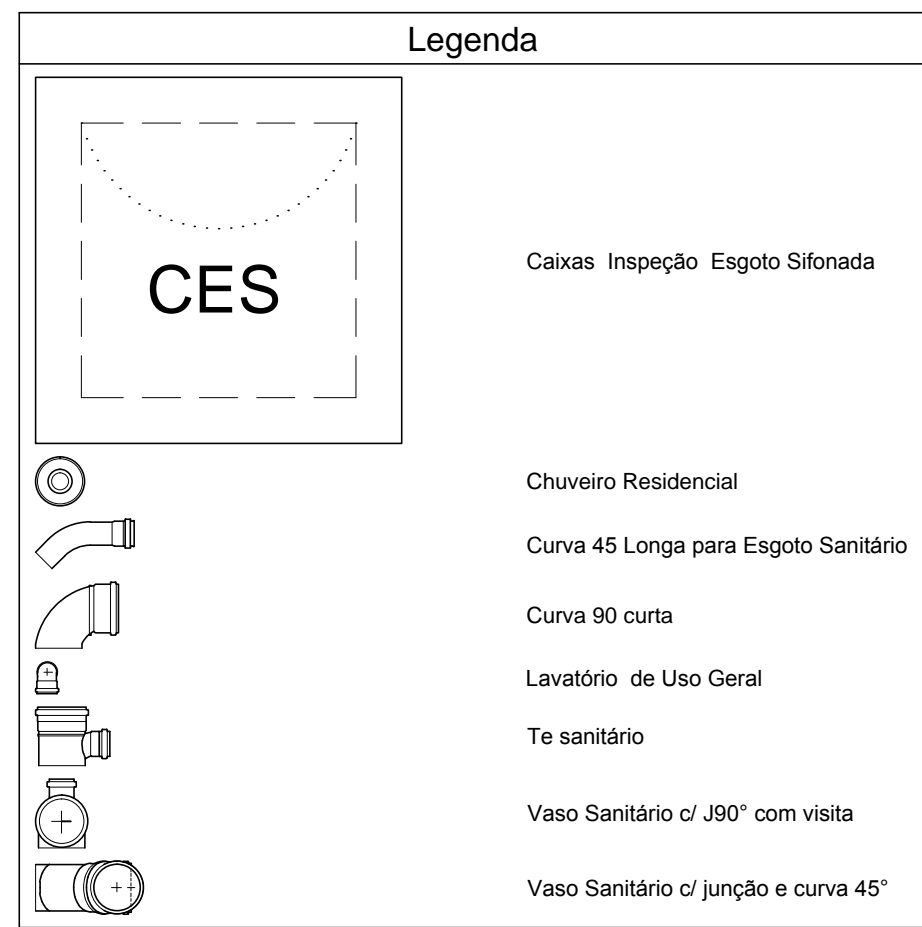 Legenda
CES
Caixas Inspeção Esgoto Sifonada
Chuveiro Residencial
Curva 45 Longa para Esgoto Sanitário
Curva 90 curta
Lavatório de Uso Geral
Te sanitário
Vaso Sanitário c/ J90° com visita
Vaso Sanitário c/ junção e curva 45°